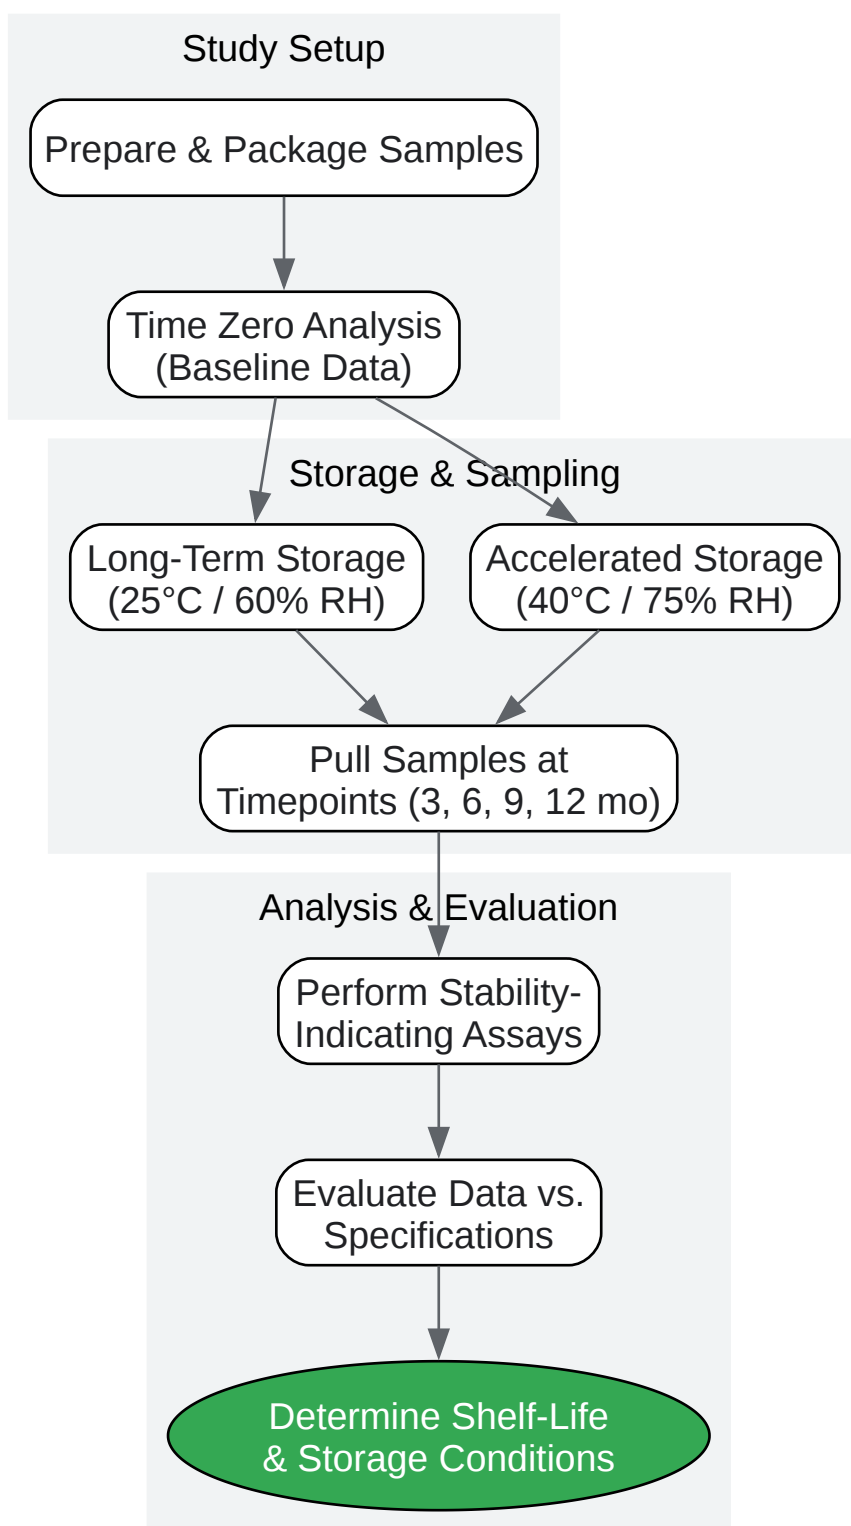 Study Setup
Prepare & Package Samples
Time Zero Analysis
(Baseline Data)
Storage & Sampling
Long-Term Storage
(25°C / 60% RH)
Accelerated Storage
(40°C / 75% RH)
Pull Samples at
Timepoints (3, 6, 9, 12 mo)
Analysis & Evaluation
Perform Stability-
Indicating Assays
Evaluate Data vs.
Specifications
Determine Shelf-Life
& Storage Conditions